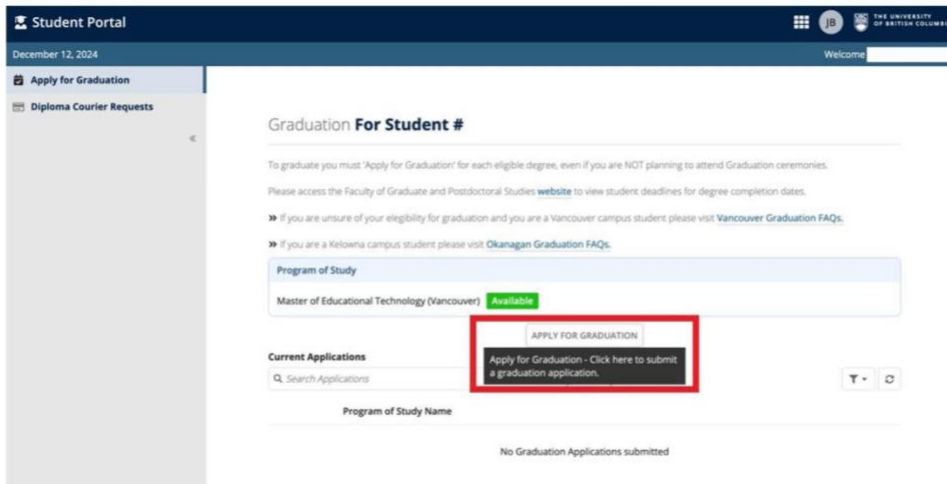 Student Portal
JB
THE UNIVERSITY
OF BRITISH COLUMBI
December 12, 2024
Welcome
Apply for Graduation
Diploma Courier Requests
Graduation For Student #
To graduate you must 'Apply for Graduation' for each eligible degree, even if you are NOT planning to attend Graduation ceremonies.
Please access the Faculty of Graduate and Postdoctoral Studies website to view student deadlines for degree completion dates.
» If you are unsure of your elegibility for graduation and you are a Vancouver campus student please visit Vancouver Graduation FAQs.
» If you are a Kelowna campus student please visit Okanagan Graduation FAQs.
Program of Study
Master of Educational Technology (Vancouver) Available
APPLY FOR GRADUATION
Apply for Graduation - Click here to submit
a graduation application.
Current Applications
Search Applications
Program of Study Name
No Graduation Applications submitted